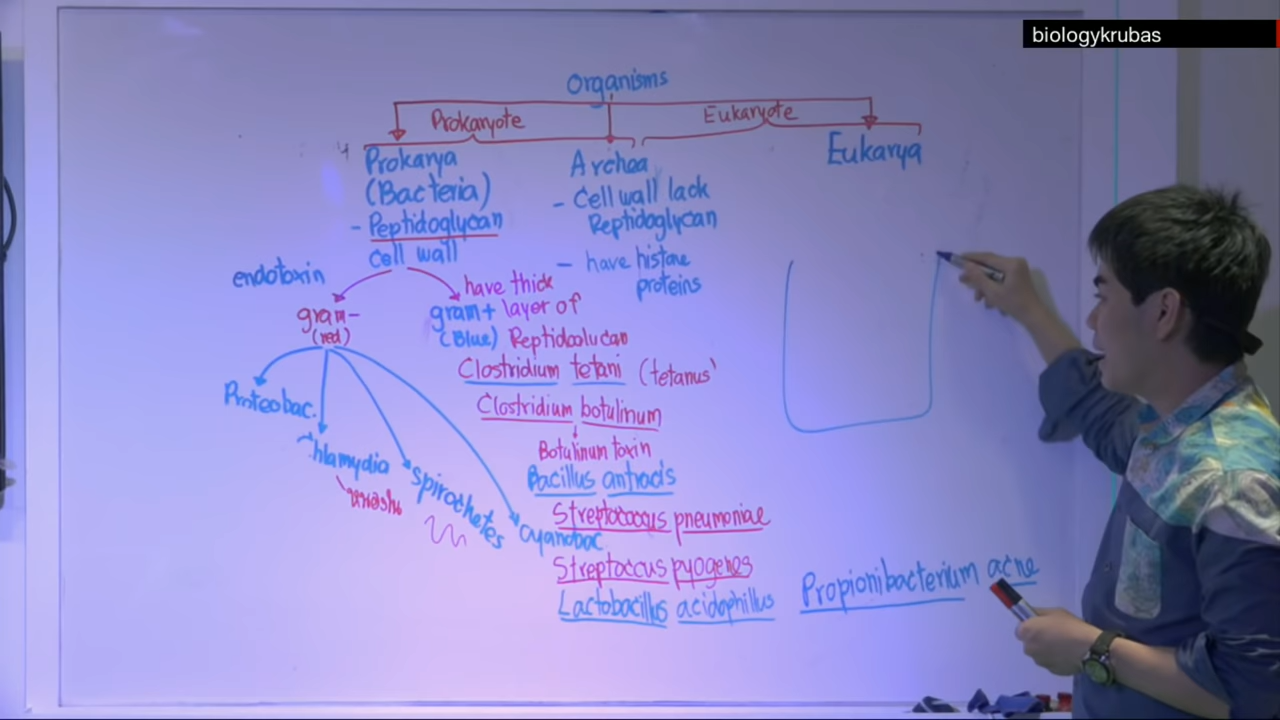 biologykrubas
Organisms
Prokaryote
Eukaryote
Prokarya
(Bacteria)
- Peptidoglycan
cell wall
Archea
- Cell wall lack
Peptidoglycan
- have histone
proteins
Eukarya
endotoxin
gram-
(red)
have thick
gram+ layer of
(Blue) Peptidoglycan
Clostridium tetani (tetanus)
Clostridium botulinum
Botulinum toxin
Bacillus antracis
Streptococcus pneumoniae
Streptoccus pyogenes
Lactobacillus acidophillus
Propionibacterium acne
Proteobac.
Chlamydia
Spirochetes
Cyanobac.